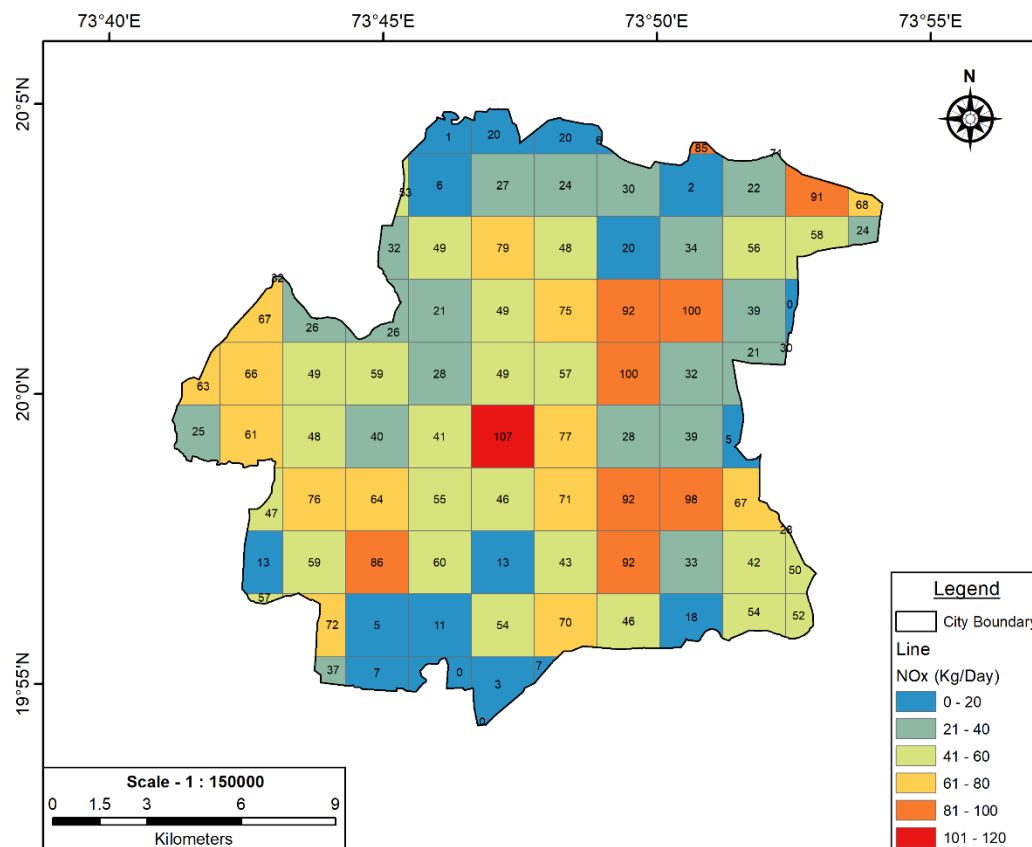 73°40'E 73°45'E 73°50'E 73°55'E
20°5'N
20°0'N
19°55'N
N
1 20 20 6 85 71
53 6 27 24 30 2 22 91 68
32 49 79 48 20 34 56 58 24
32 67 26 26 21 49 75 92 100 39 0
63 66 49 59 28 49 57 100 32 21 30
25 61 48 40 41 107 77 28 39 5
47 76 64 55 46 71 92 98 67
13 59 86 60 13 43 92 33 42 50
57 72 5 11 54 70 46 18 54 52
37 7 0 3 7
0
Scale - 1 : 150000
0 1.5 3 6 9
Kilometers
Legend
City Boundary
Line
NOx (Kg/Day)
0 - 20
21 - 40
41 - 60
61 - 80
81 - 100
101 - 120